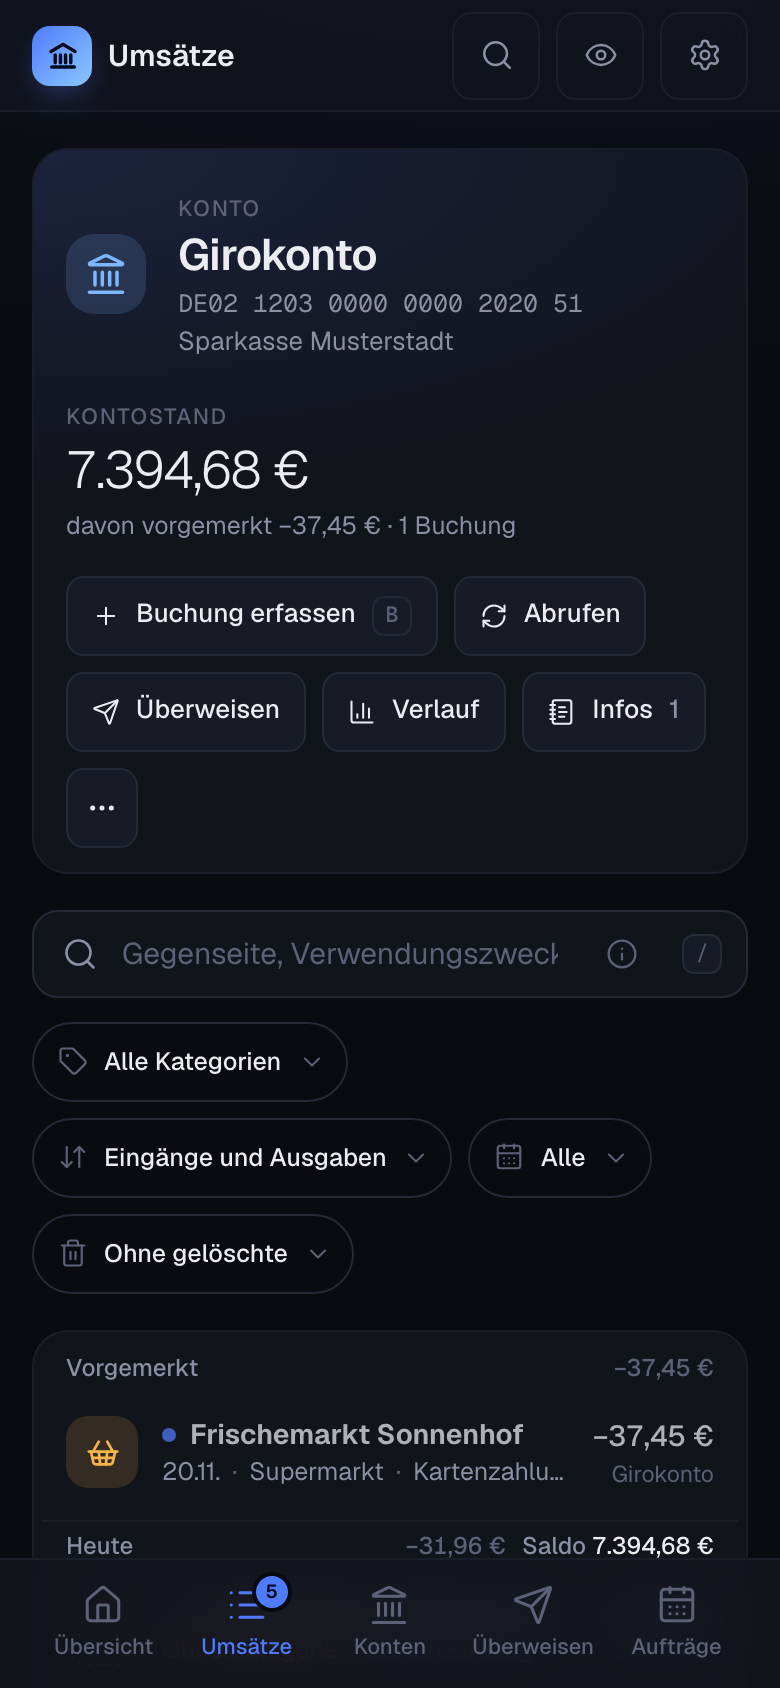 Umsätze
KONTO
Girokonto
DE02 1203 0000 0000 2020 51
Sparkasse Musterstadt
KONTOSTAND
7.394,68 €
davon vorgemerkt −37,45 € · 1 Buchung
Buchung erfassen B Abrufen
Überweisen Verlauf Infos 1
Gegenseite, Verwendungszweck /
Alle Kategorien
Eingänge und Ausgaben Alle
Ohne gelöschte
Vorgemerkt −37,45 €
Frischemarkt Sonnenhof −37,45 €
20.11. · Supermarkt · Kartenzahlu... Girokonto
Heute −31,96 € Saldo 7.394,68 €
5
Übersicht Umsätze Konten Überweisen Aufträge